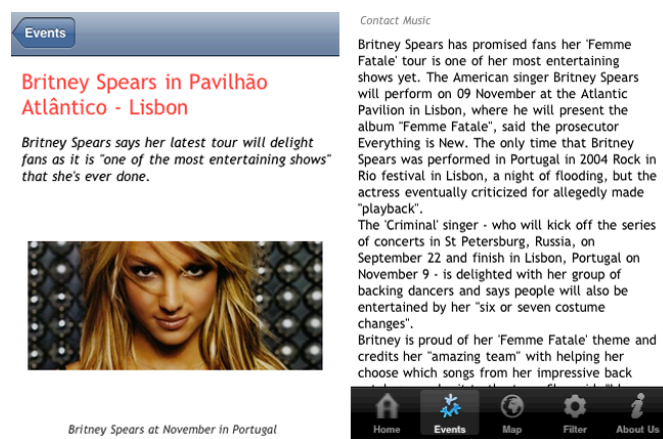 Events
Britney Spears in Pavilhão
Atlântico - Lisbon
Britney Spears says her latest tour will delight
fans as it is "one of the most entertaining shows"
that she's ever done.
Britney Spears at November in Portugal
Contact Music
Britney Spears has promised fans her 'Femme
Fatale' tour is one of her most entertaining
shows yet. The American singer Britney Spears
will perform on 09 November at the Atlantic
Pavilion in Lisbon, where he will present the
album "Femme Fatale", said the prosecutor
Everything is New. The only time that Britney
Spears was performed in Portugal in 2004 Rock in
Rio festival in Lisbon, a night of flooding, but the
actress eventually criticized for allegedly made
"playback".
The 'Criminal' singer - who will kick off the series
of concerts in St Petersburg, Russia, on
September 22 and finish in Lisbon, Portugal on
November 9 - is delighted with her group of
backing dancers and says people will also be
entertained by her "six or seven costume
changes".
Britney is proud of her 'Femme Fatale' theme and
credits her "amazing team" with helping her
choose which songs from her impressive back
Home Events Map Filter About Us